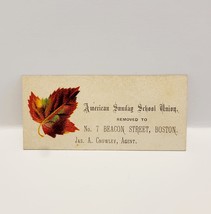 American Sunday School Union,
REMOVED TO
No. 7 BEACON STREET, BOSTON.
Jas. A. Crowley, Agent.